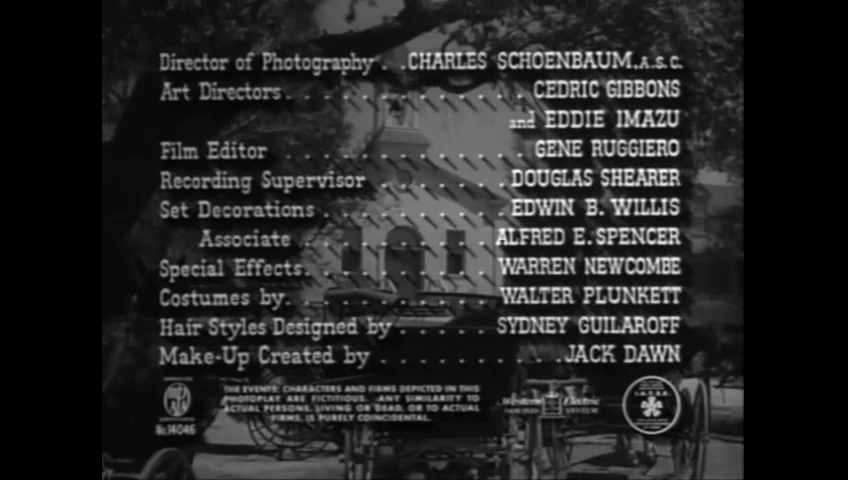 Director of Photography . . CHARLES SCHOENBAUM, A.S.C.
Art Directors . . . . . . . . . . . CEDRIC GIBBONS
and EDDIE IMAZU
Film Editor . . . . . . . . . . . GENE RUGGIERO
Recording Supervisor . . . . . . . DOUGLAS SHEARER
Set Decorations . . . . . . . . . EDWIN B. WILLIS
Associate . . . . . . . . . ALFRED E. SPENCER
Special Effects . . . . . . . . . WARREN NEWCOMBE
Costumes by . . . . . . . . . . WALTER PLUNKETT
Hair Styles Designed by . . . . . SYDNEY GUILAROFF
Make-Up Created by . . . . . . . . . . JACK DAWN
THE EVENTS, CHARACTERS AND FIRMS DEPICTED IN THIS
PHOTOPLAY ARE FICTITIOUS. ANY SIMILARITY TO
ACTUAL PERSONS, LIVING OR DEAD, OR TO ACTUAL
FIRMS, IS PURELY COINCIDENTAL.
No. 14046
Western Electric
SOUND SYSTEM
I.A.T.S.E.